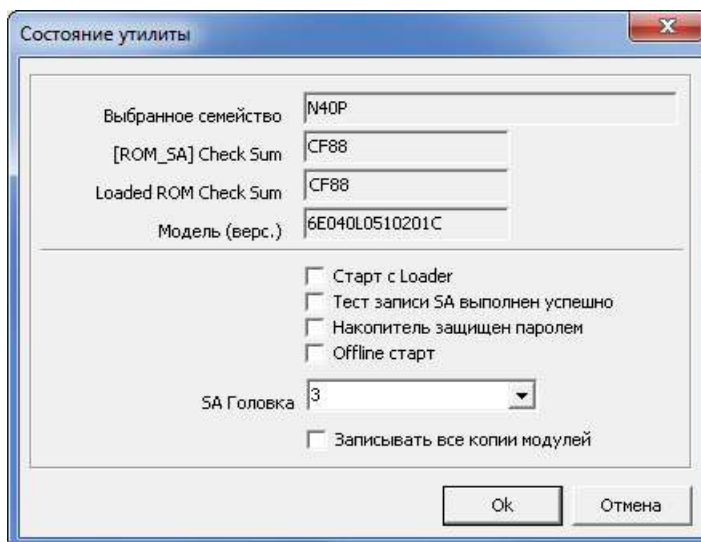 Состояние утилиты
Выбранное семейство N40P
[ROM_SA] Check Sum CF88
Loaded ROM Check Sum CF88
Модель (верс.) 6E040L0510201C
Старт с Loader
Тест записи SA выполнен успешно
Накопитель защищен паролем
Offline старт
SA Головка 3
Записывать все копии модулей
Ok Отмена